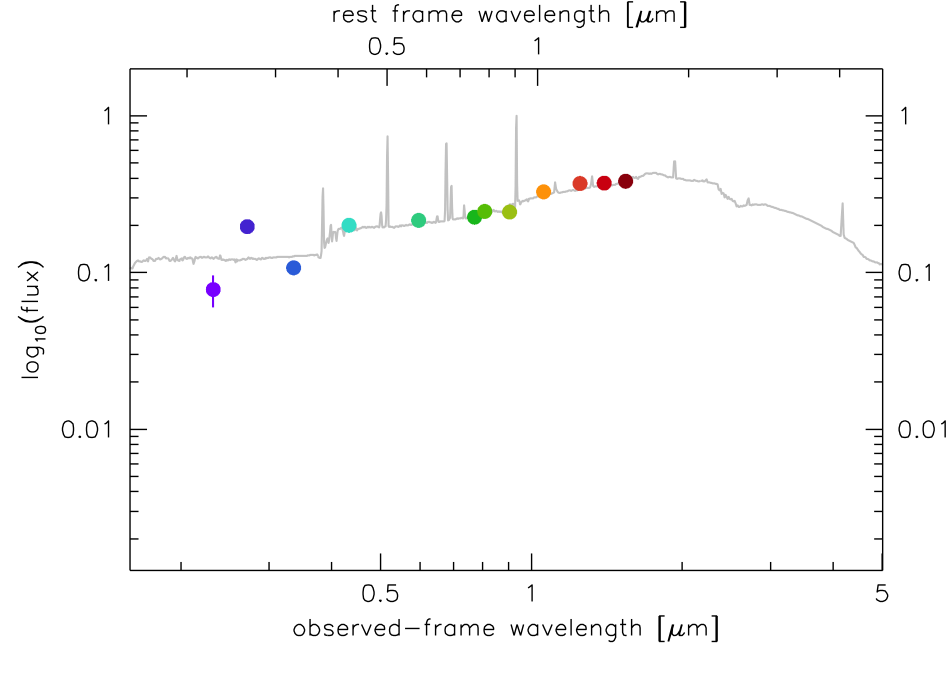 rest frame wavelength [μm]
0.5 1
1 1
0.1 0.1
log10(flux)
0.01 0.01
0.5 1 5
observed-frame wavelength [μm]